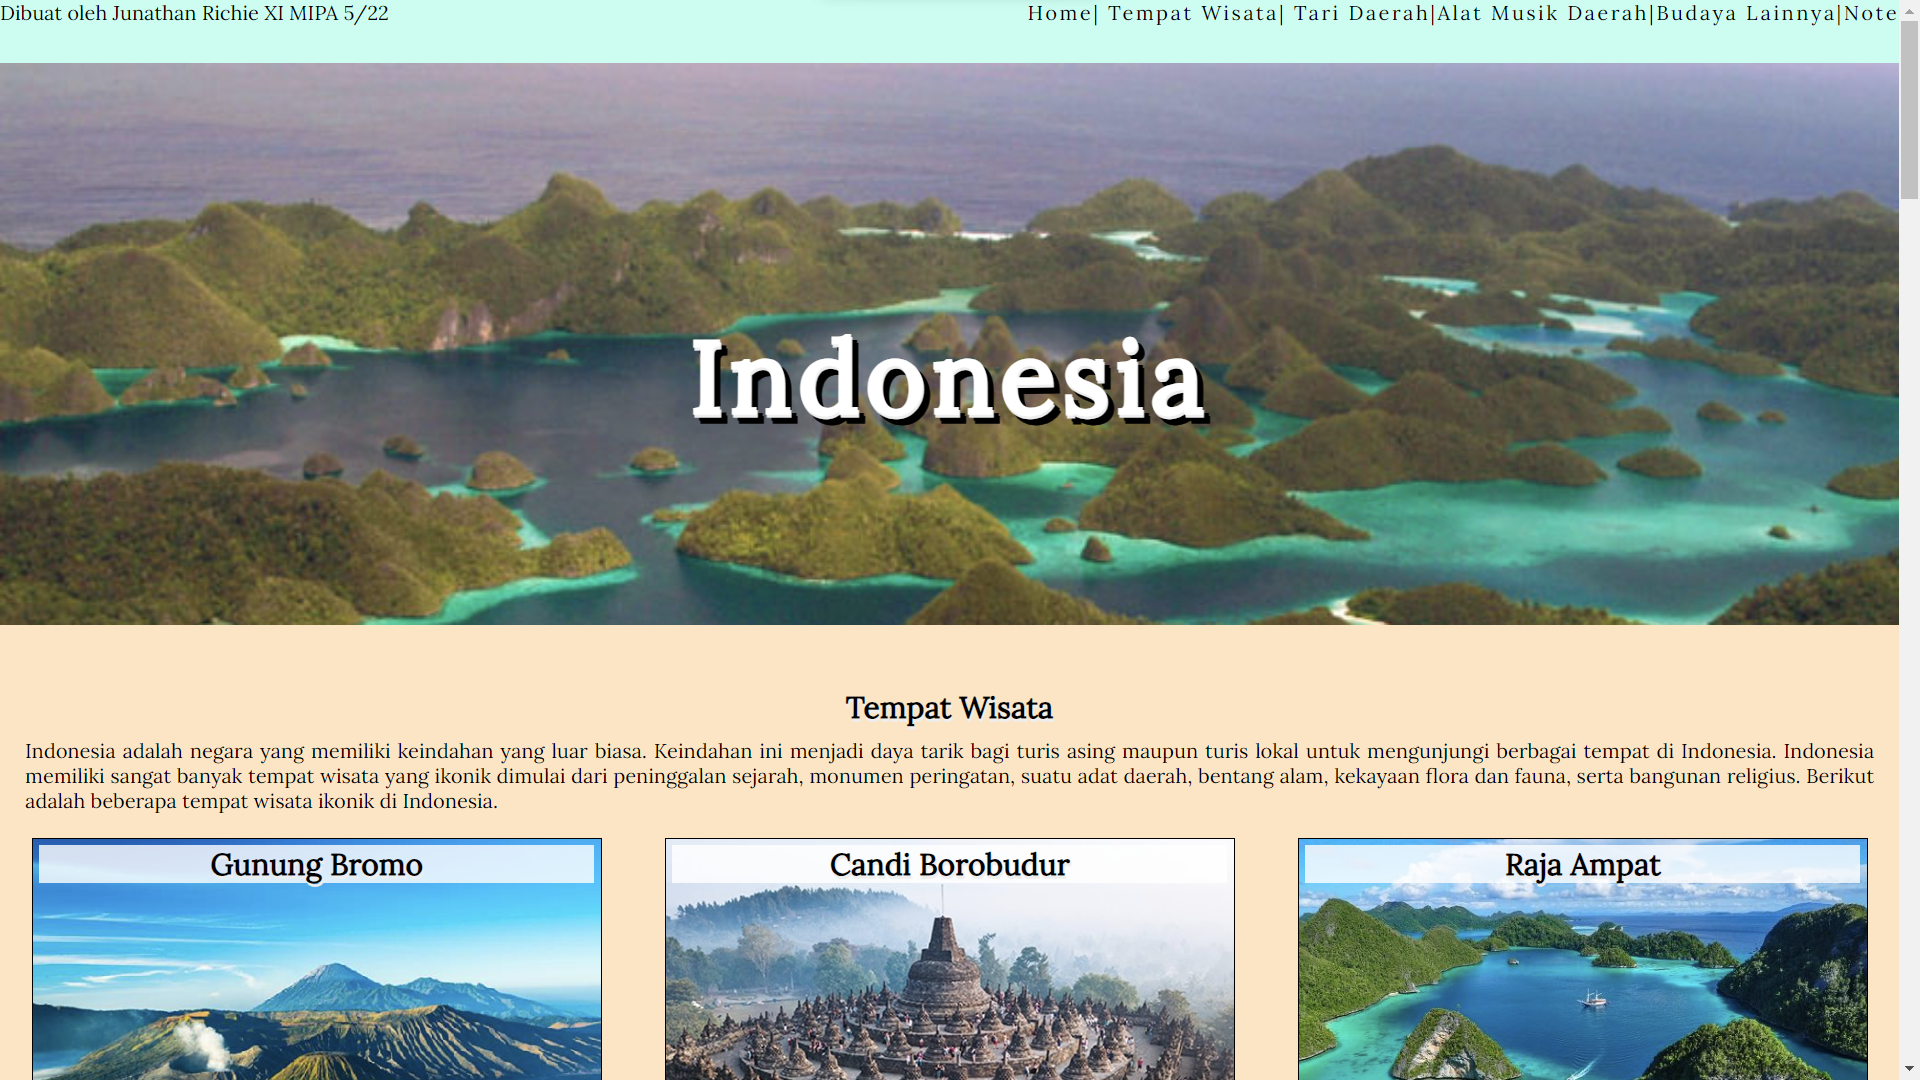 Dibuat oleh Junathan Richie XI MIPA 5/22
Home| Tempat Wisata| Tari Daerah|Alat Musik Daerah|Budaya Lainnya|Note
Indonesia
Tempat Wisata
Indonesia adalah negara yang memiliki keindahan yang luar biasa. Keindahan ini menjadi daya tarik bagi turis asing maupun turis lokal untuk mengunjungi berbagai tempat di Indonesia. Indonesia
memiliki sangat banyak tempat wisata yang ikonik dimulai dari peninggalan sejarah, monumen peringatan, suatu adat daerah, bentang alam, kekayaan flora dan fauna, serta bangunan religius. Berikut
adalah beberapa tempat wisata ikonik di Indonesia.
Gunung Bromo
Candi Borobudur
Raja Ampat